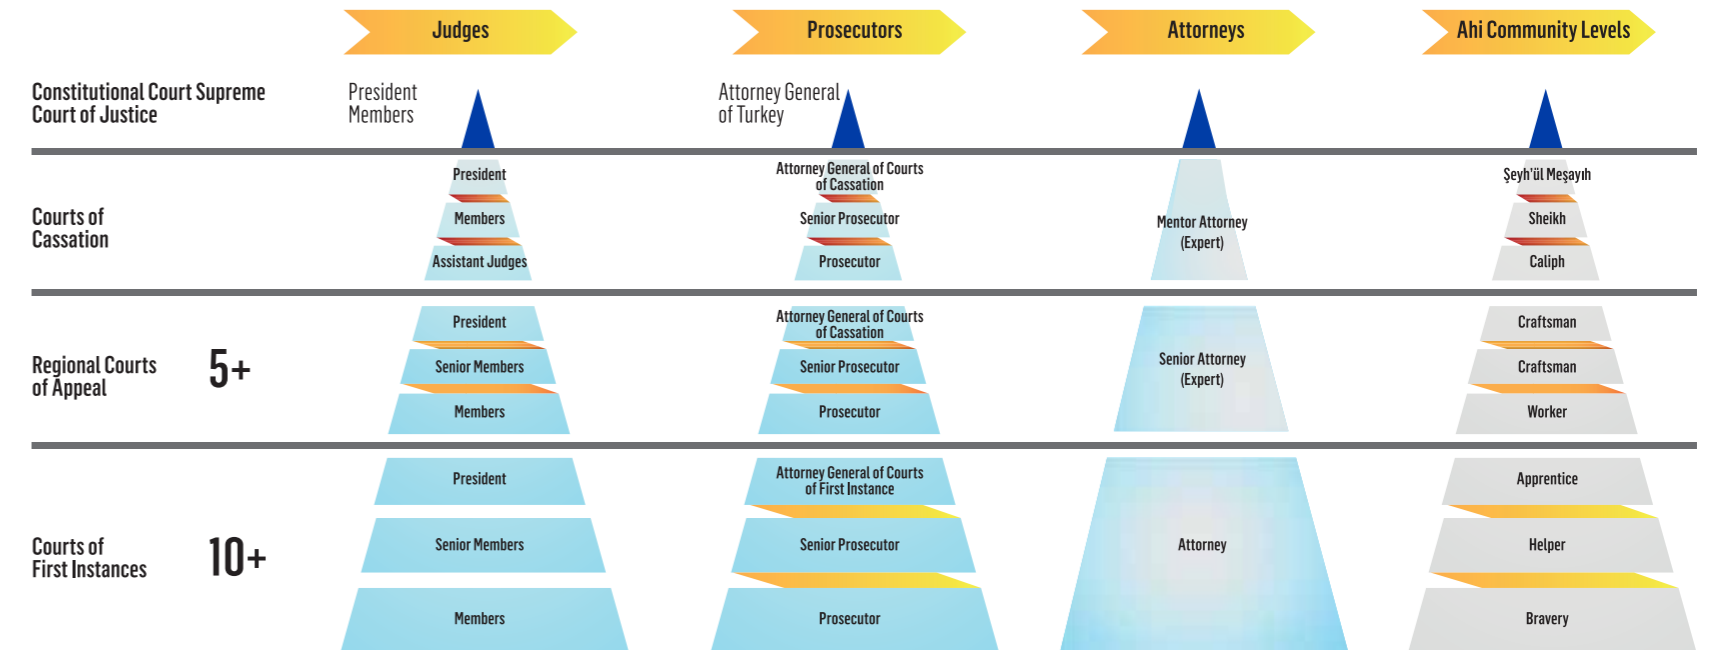 Judges
Prosecutors
Attorneys
Ahi Community Levels
Constitutional Court Supreme
Court of Justice
President
Members
Attorney General
of Turkey
Courts of
Cassation
President
Members
Assistant Judges
Attorney General of Courts
of Cassation
Senior Prosecutor
Prosecutor
Mentor Attorney
(Expert)
Şeyh'ül Meşayıh
Sheikh
Caliph
Regional Courts
of Appeal
5+
President
Senior Members
Members
Attorney General of Courts
of Cassation
Senior Prosecutor
Prosecutor
Senior Attorney
(Expert)
Craftsman
Craftsman
Worker
Courts of
First Instances
10+
President
Senior Members
Members
Attorney General of Courts
of First Instance
Senior Prosecutor
Prosecutor
Attorney
Apprentice
Helper
Bravery